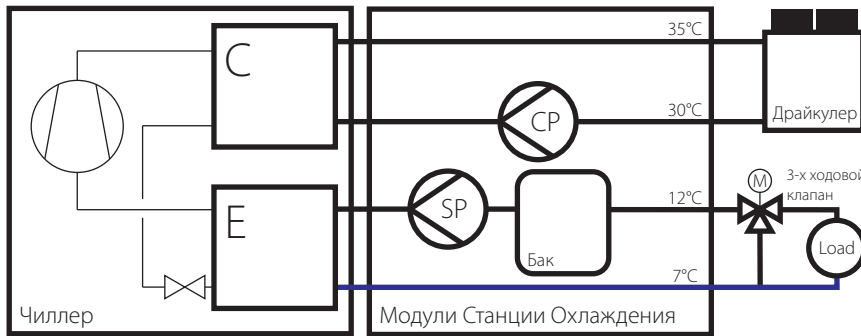 35°C
C
30°C
CP
Драйкулер
E
SP
Бак
12°C
M
3-х ходовой
клапан
Load
7°C
Чиллер
Модули Станции Охлаждения